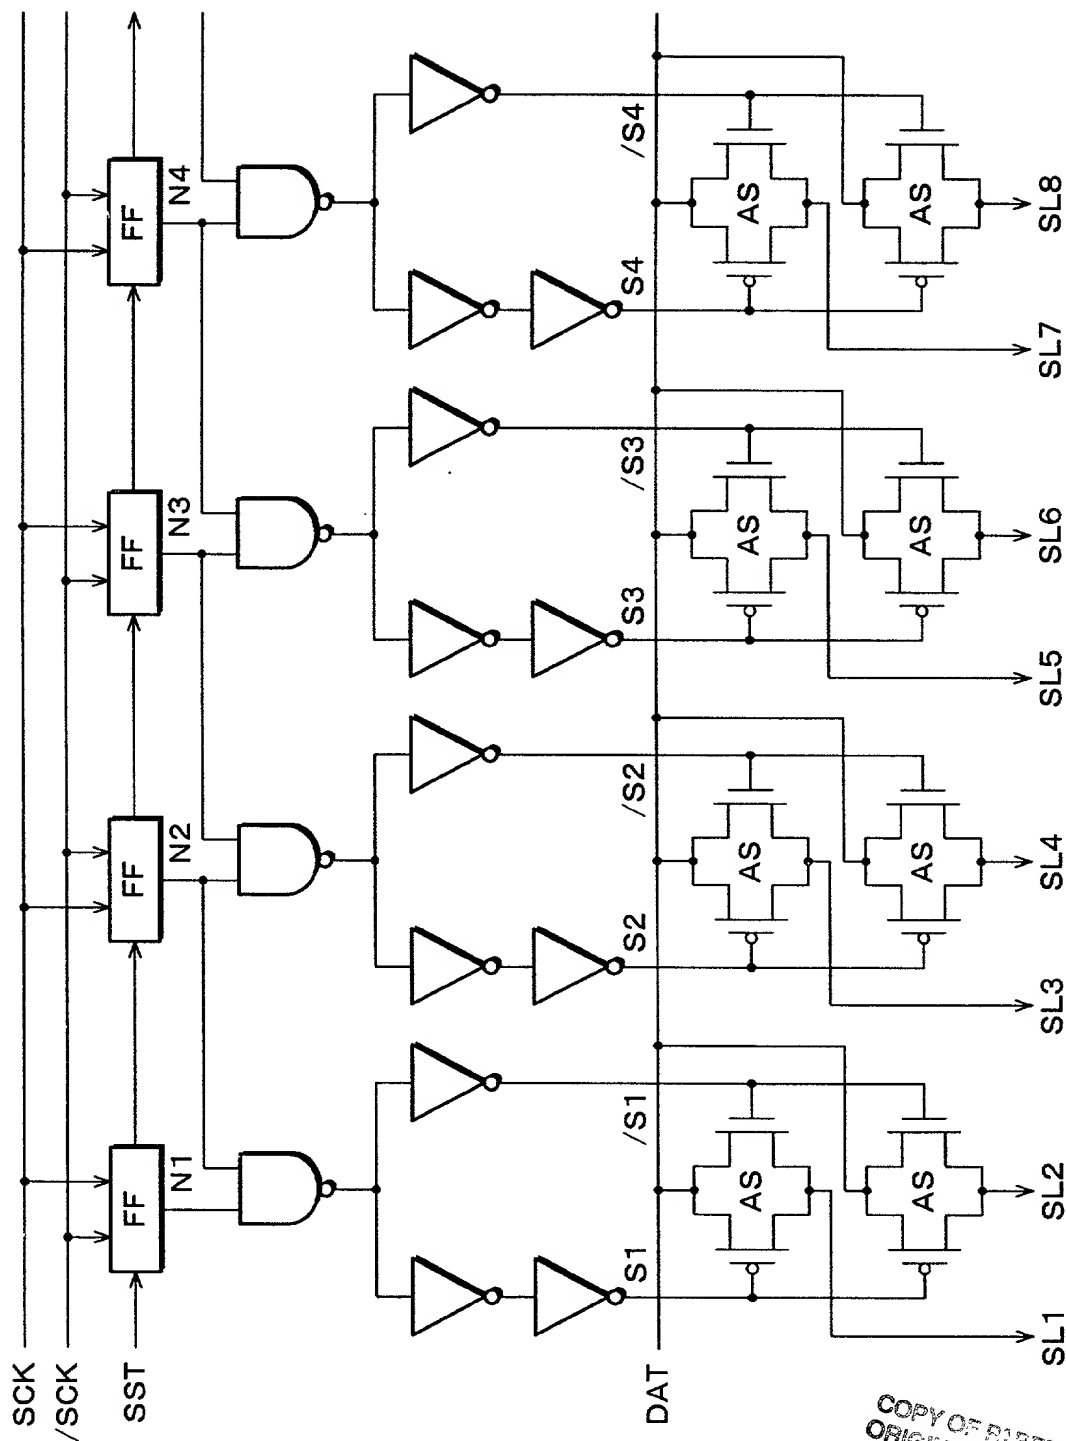 SCK
/SCK
SST
FF
FF
FF
FF
N1
N2
N3
N4
S1
/S1
S2
/S2
S3
/S3
S4
/S4
DAT
AS
AS
AS
AS
AS
AS
AS
AS
SL1
SL2
SL3
SL4
SL5
SL6
SL7
SL8
COPY OF